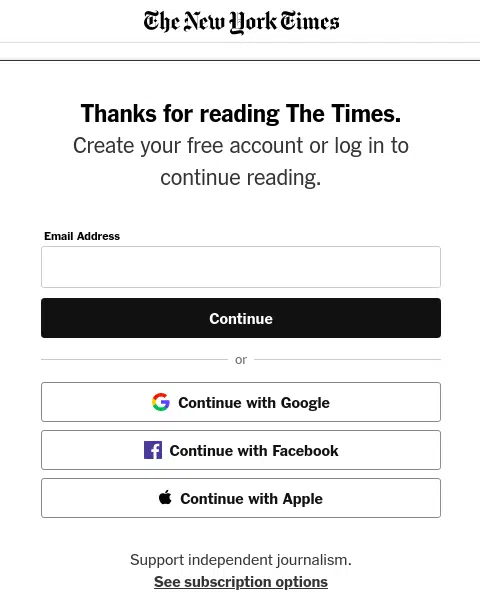 The New York Times
Thanks for reading The Times.
Create your free account or log in to
continue reading.
Email Address
Continue
or
Continue with Google
Continue with Facebook
Continue with Apple
Support independent journalism.
See subscription options